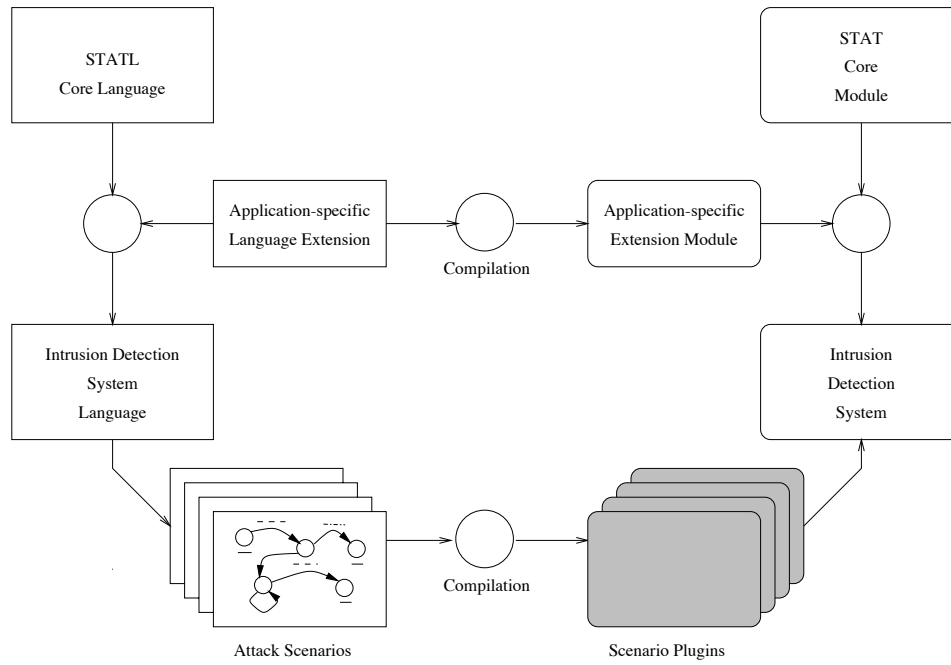 STATL
Core Language
STAT
Core
Module
Application-specific
Language Extension
Compilation
Application-specific
Extension Module
Intrusion Detection
System
Language
Intrusion
Detection
System
Compilation
Attack Scenarios
Scenario Plugins